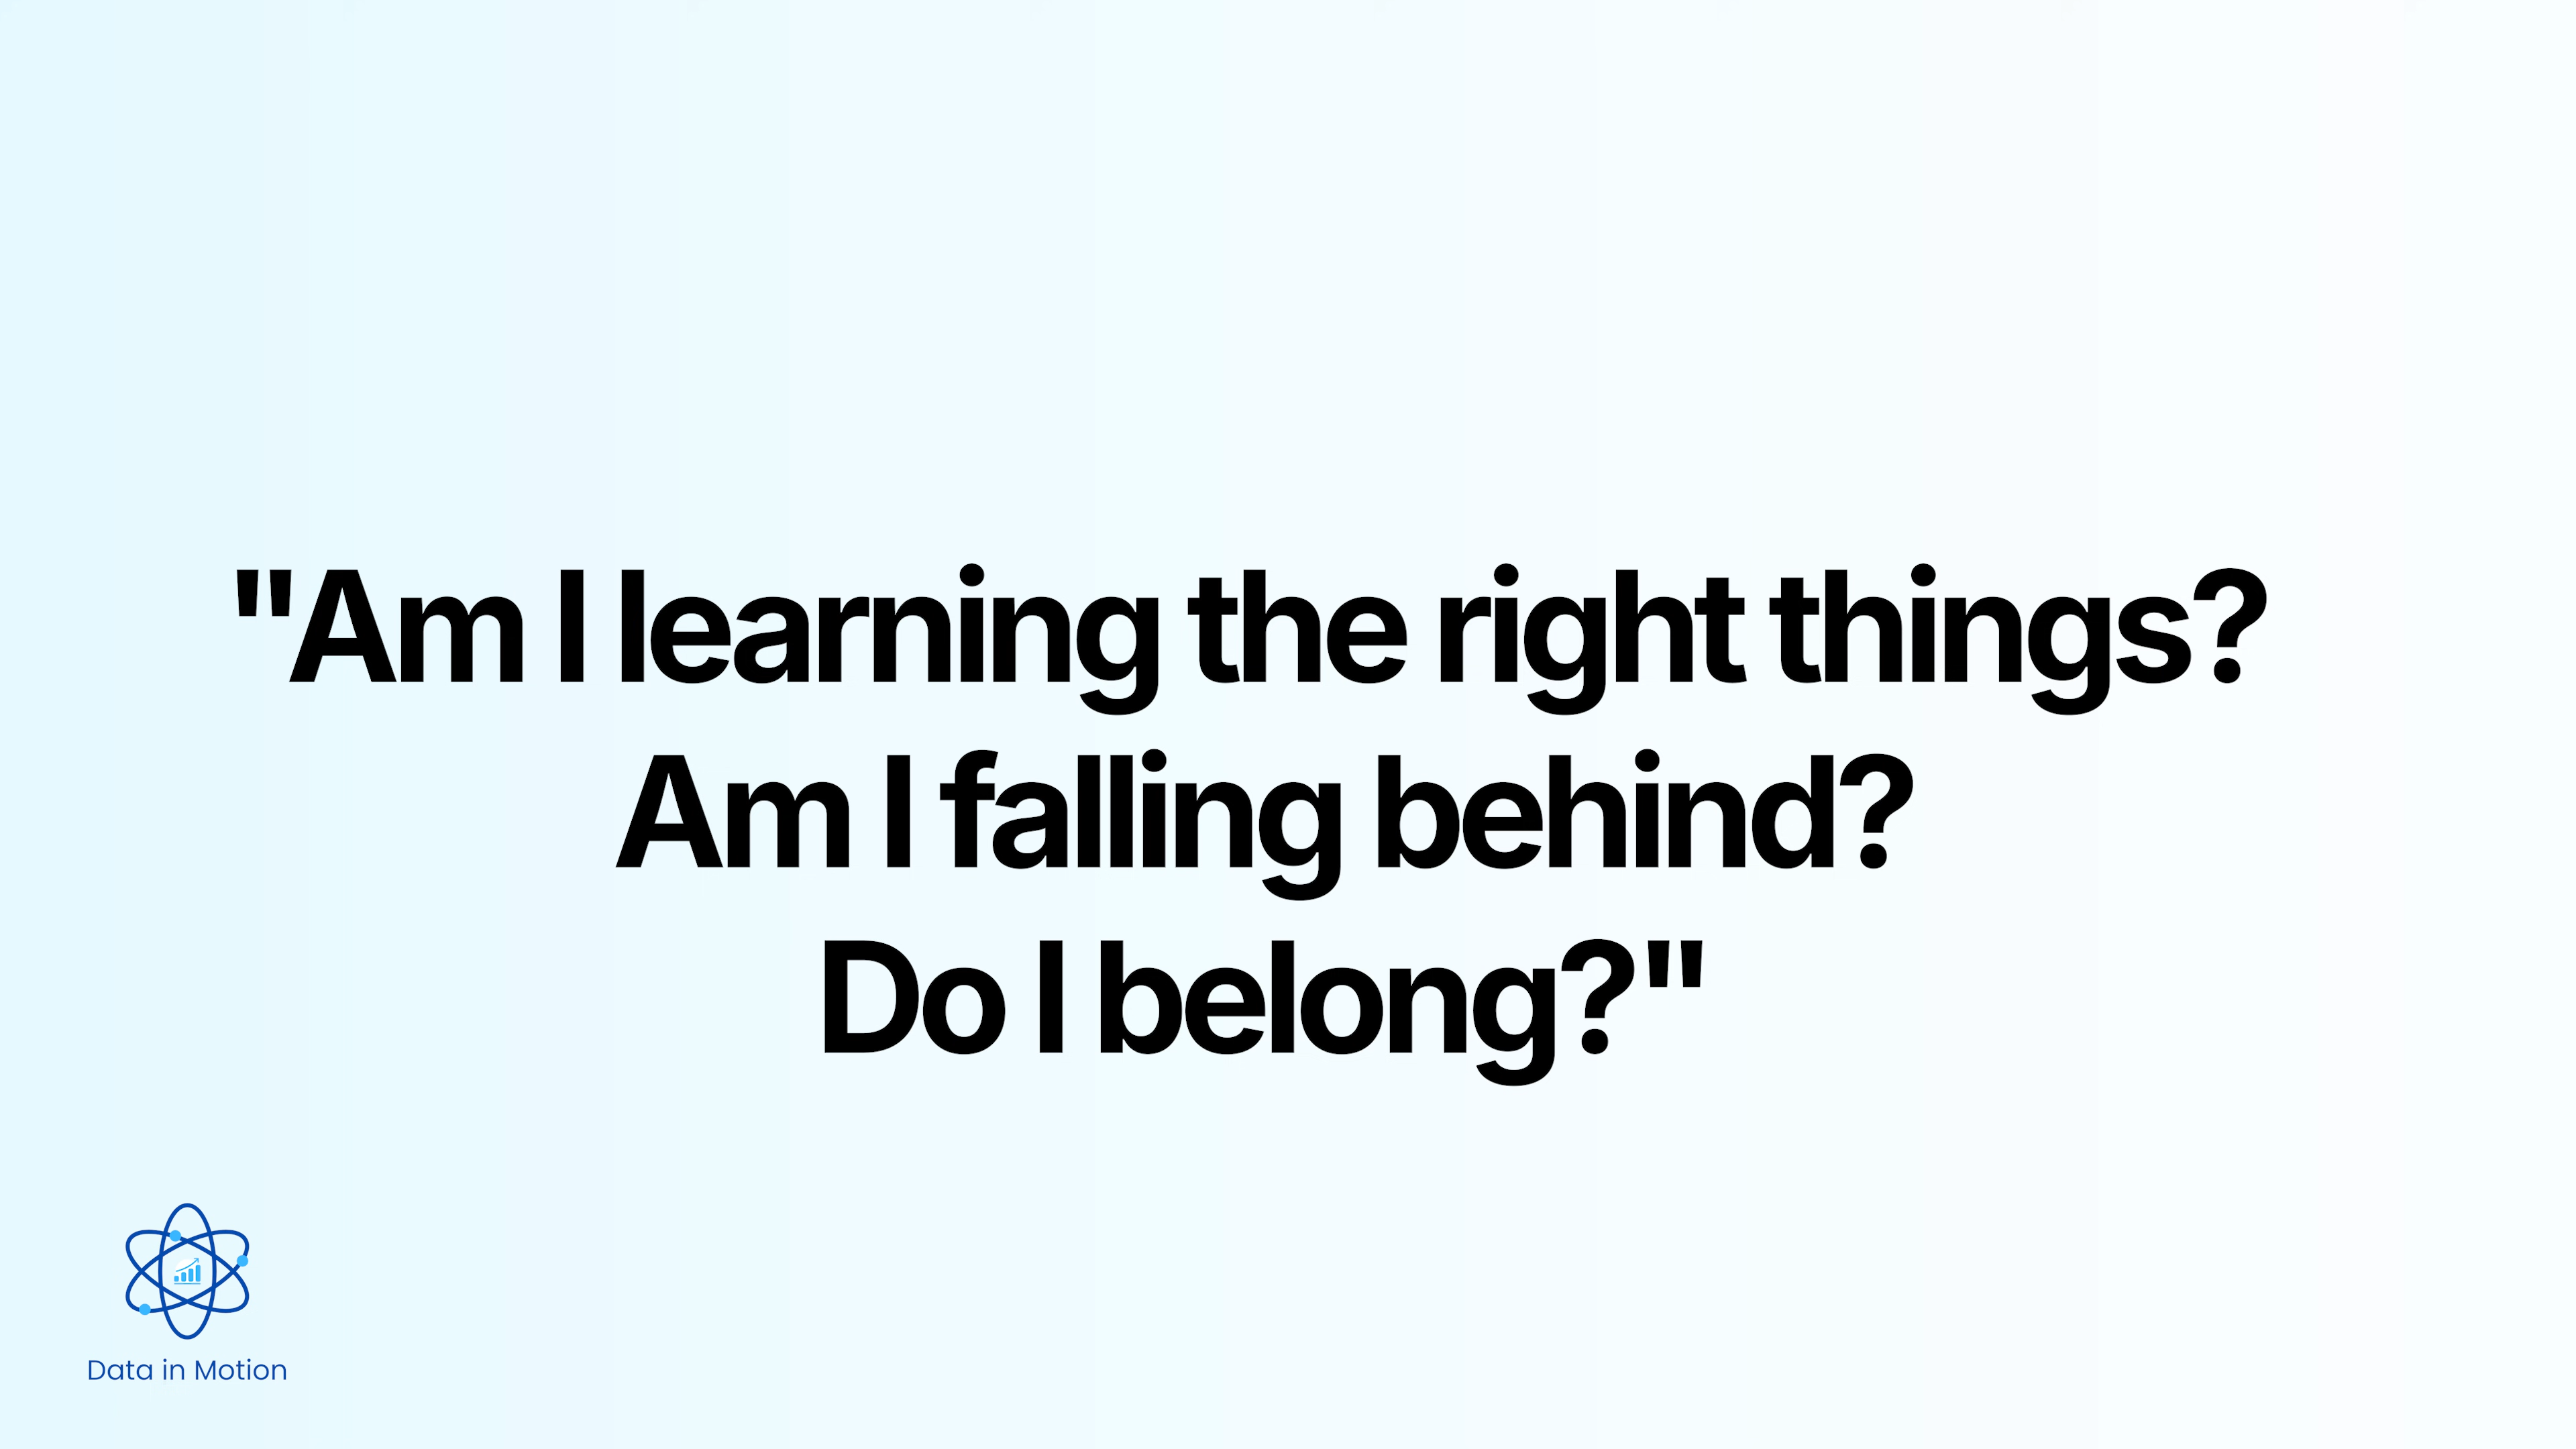 "Am I learning the right things?
Am I falling behind?
Do I belong?"
Data in Motion